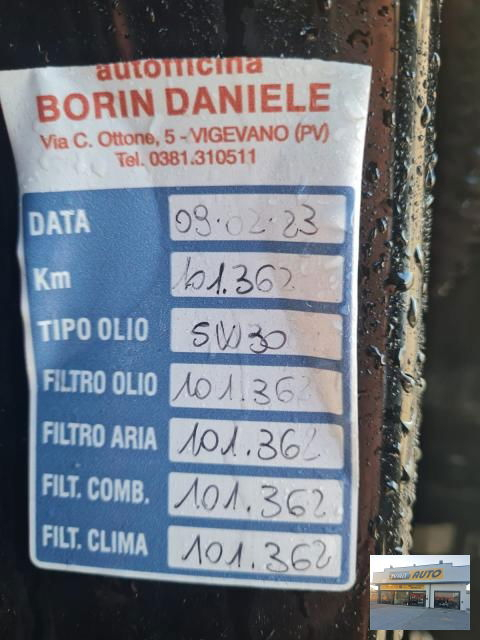 autofficina
BORIN DANIELE
Via C. Ottone, 5 - VIGEVANO (PV)
Tel. 0381.310511
DATA 09.02.23
Km 101.362
TIPO OLIO 5W30
FILTRO OLIO 101.362
FILTRO ARIA 101.362
FILT. COMB. 101.362
FILT. CLIMA 101.362
AUTO